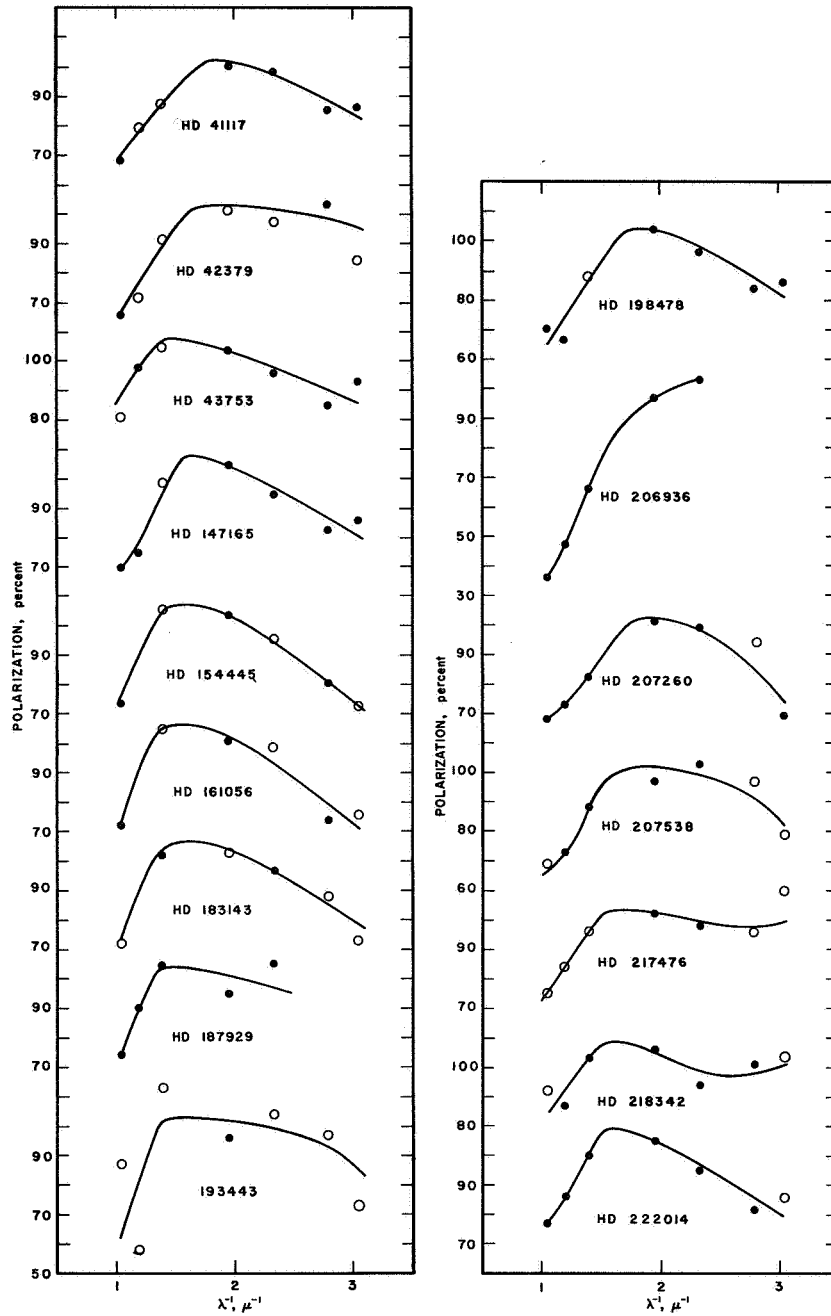 POLARIZATION, percent
90
HD 41117
70
90
HD 42379
70
100
HD 43753
80
90
HD 147165
70
90
HD 154445
70
90
HD 161056
70
90
HD 183143
70
90
HD 187929
70
90
193443
70
50
1 2 3
λ⁻¹, μ⁻¹
POLARIZATION, percent
100
80
HD 198478
60
90
70
HD 206936
50
30
90
HD 207260
70
100
80
HD 207538
60
90
HD 217476
70
100
HD 218342
80
90
HD 222014
70
1 2 3
λ⁻¹, μ⁻¹